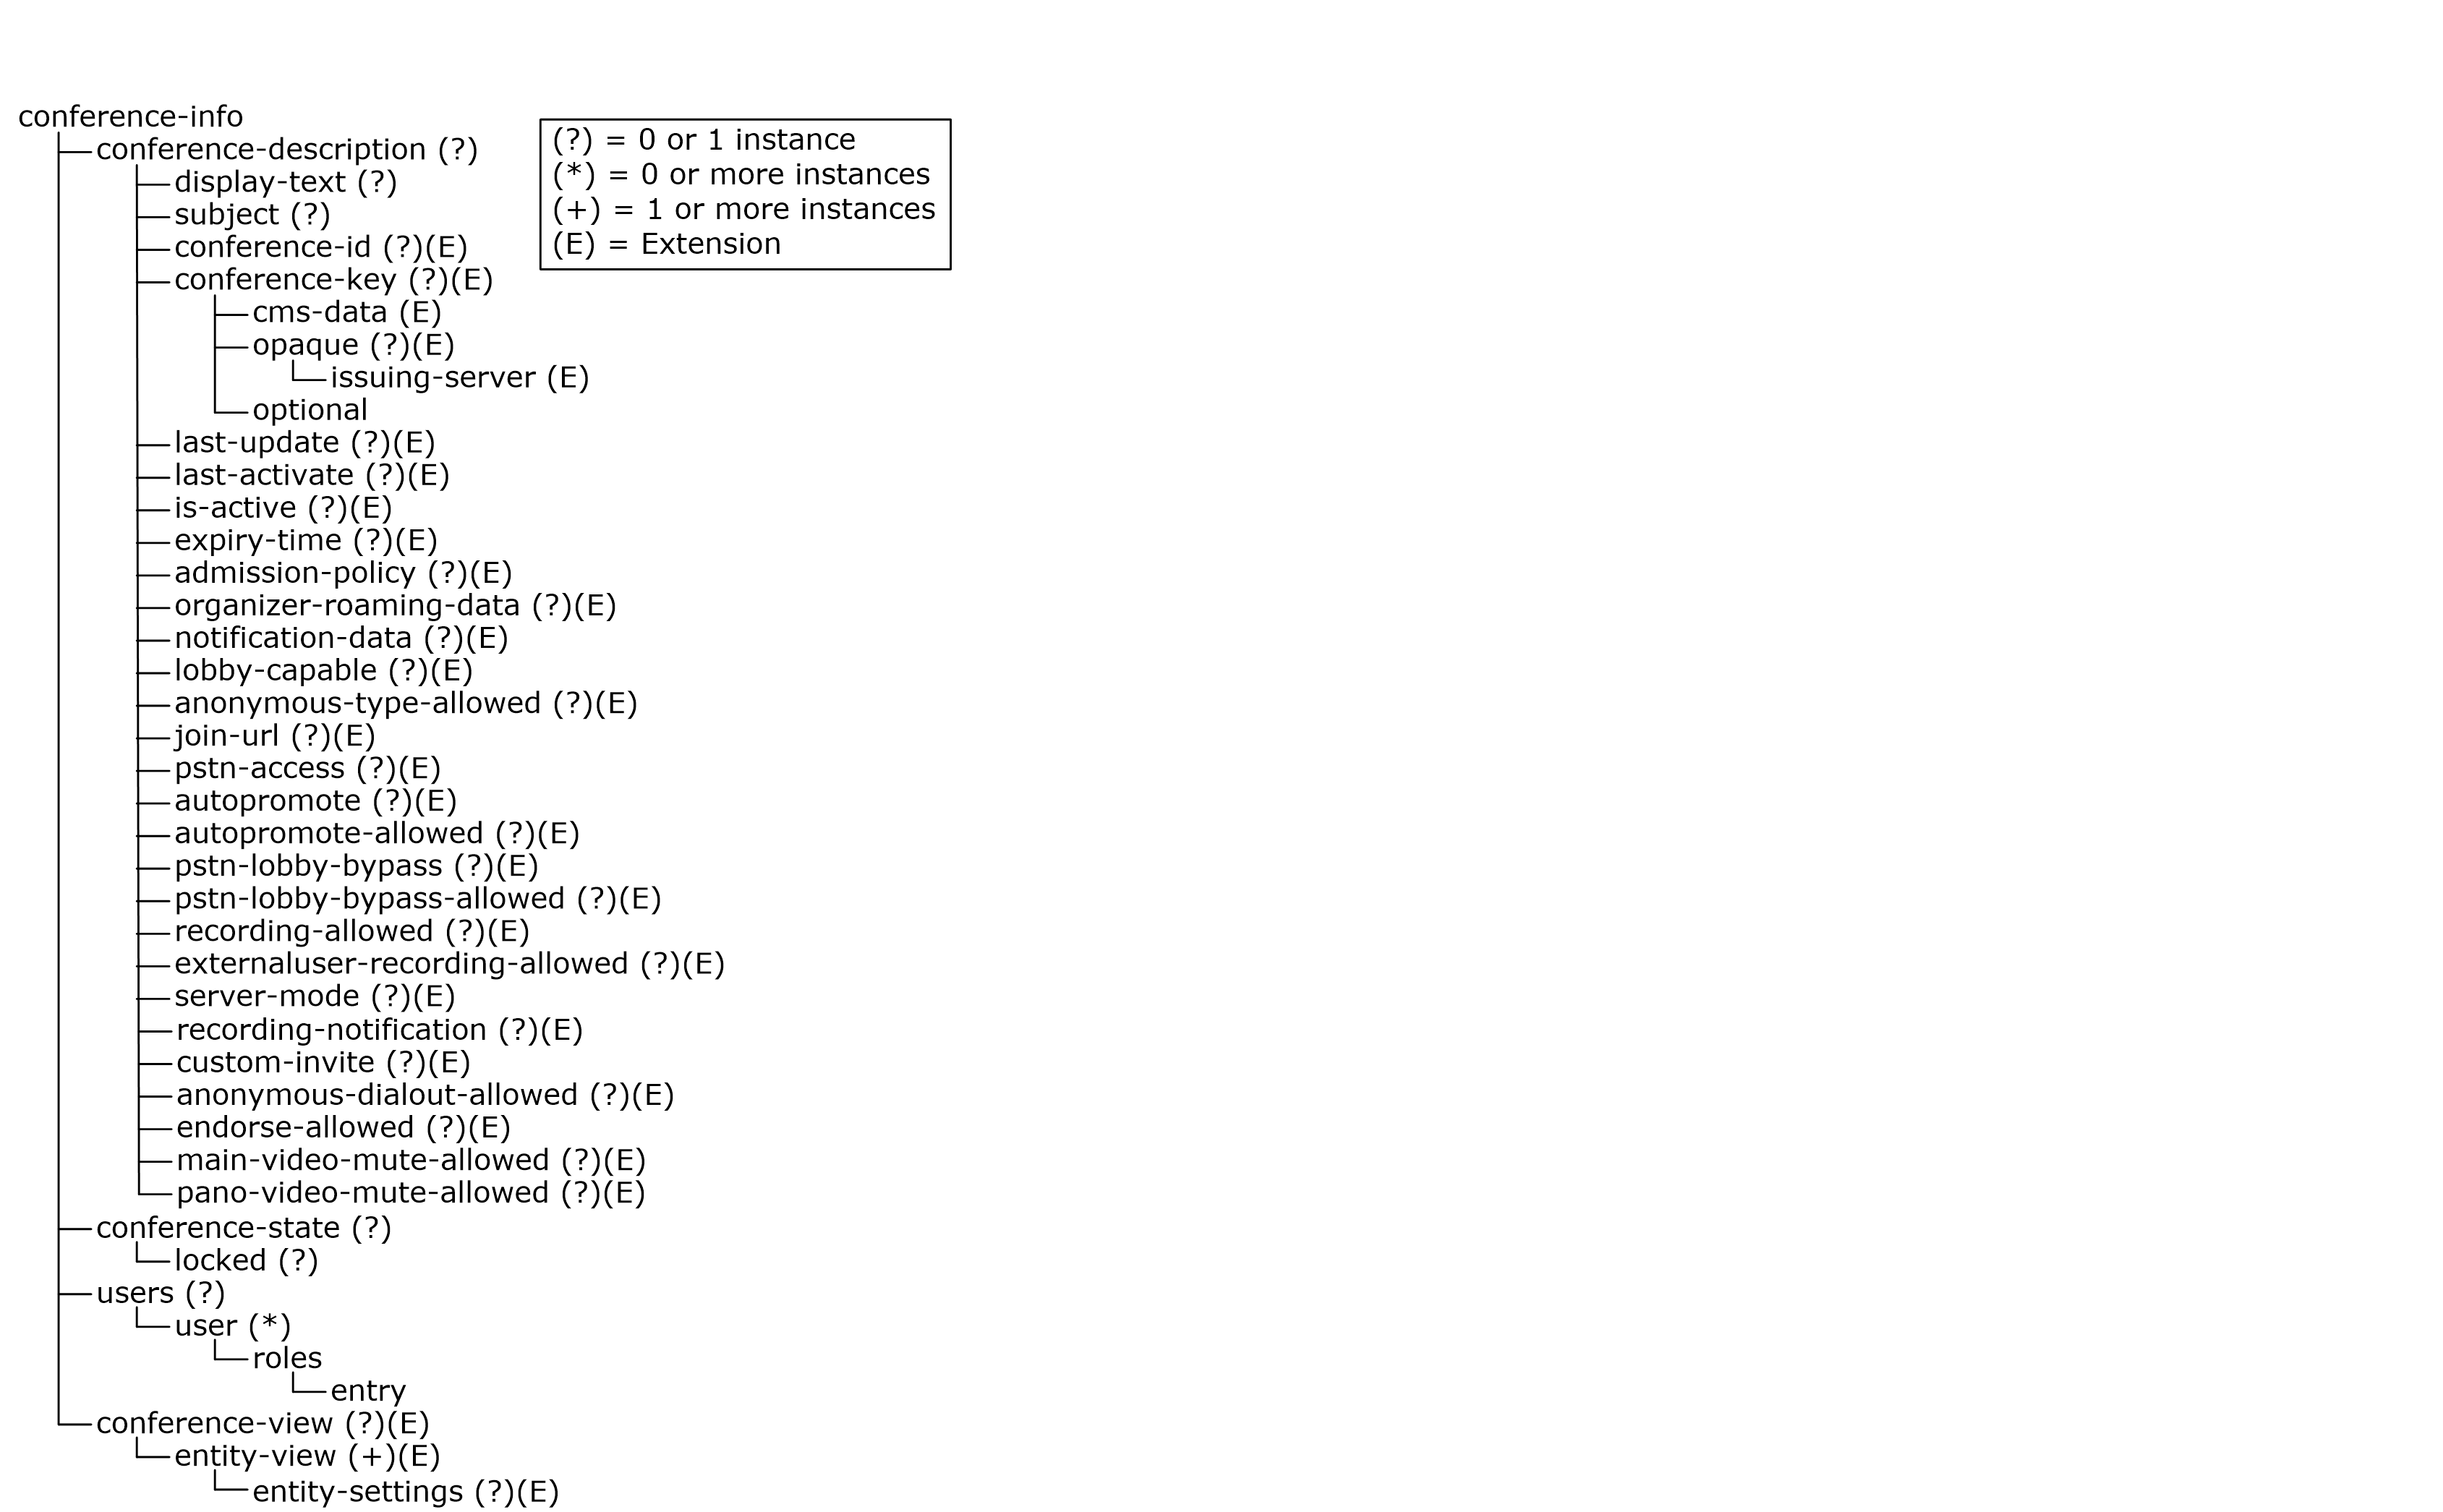 conference-info
conference-description (?)
display-text (?)
subject (?)
conference-id (?)(E)
conference-key (?)(E)
cms-data (E)
opaque (?)(E)
issuing-server (E)
optional
last-update (?)(E)
last-activate (?)(E)
is-active (?)(E)
expiry-time (?)(E)
admission-policy (?)(E)
organizer-roaming-data (?)(E)
notification-data (?)(E)
lobby-capable (?)(E)
anonymous-type-allowed (?)(E)
join-url (?)(E)
pstn-access (?)(E)
autopromote (?)(E)
autopromote-allowed (?)(E)
pstn-lobby-bypass (?)(E)
pstn-lobby-bypass-allowed (?)(E)
recording-allowed (?)(E)
externaluser-recording-allowed (?)(E)
server-mode (?)(E)
recording-notification (?)(E)
custom-invite (?)(E)
anonymous-dialout-allowed (?)(E)
endorse-allowed (?)(E)
main-video-mute-allowed (?)(E)
pano-video-mute-allowed (?)(E)
conference-state (?)
locked (?)
users (?)
user (*)
roles
entry
conference-view (?)(E)
entity-view (+)(E)
entity-settings (?)(E)
(?) = 0 or 1 instance
(*) = 0 or more instances
(+) = 1 or more instances
(E) = Extension